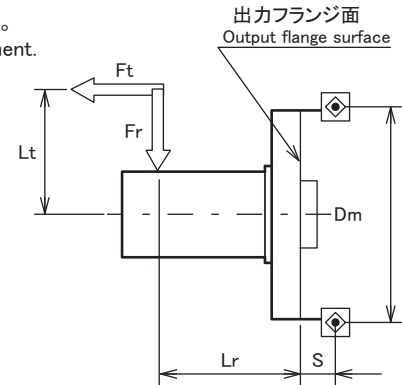 。
ment.
出力フランジ面
Output flange surface
Ft
Fr
Lt
Dm
Lr
S